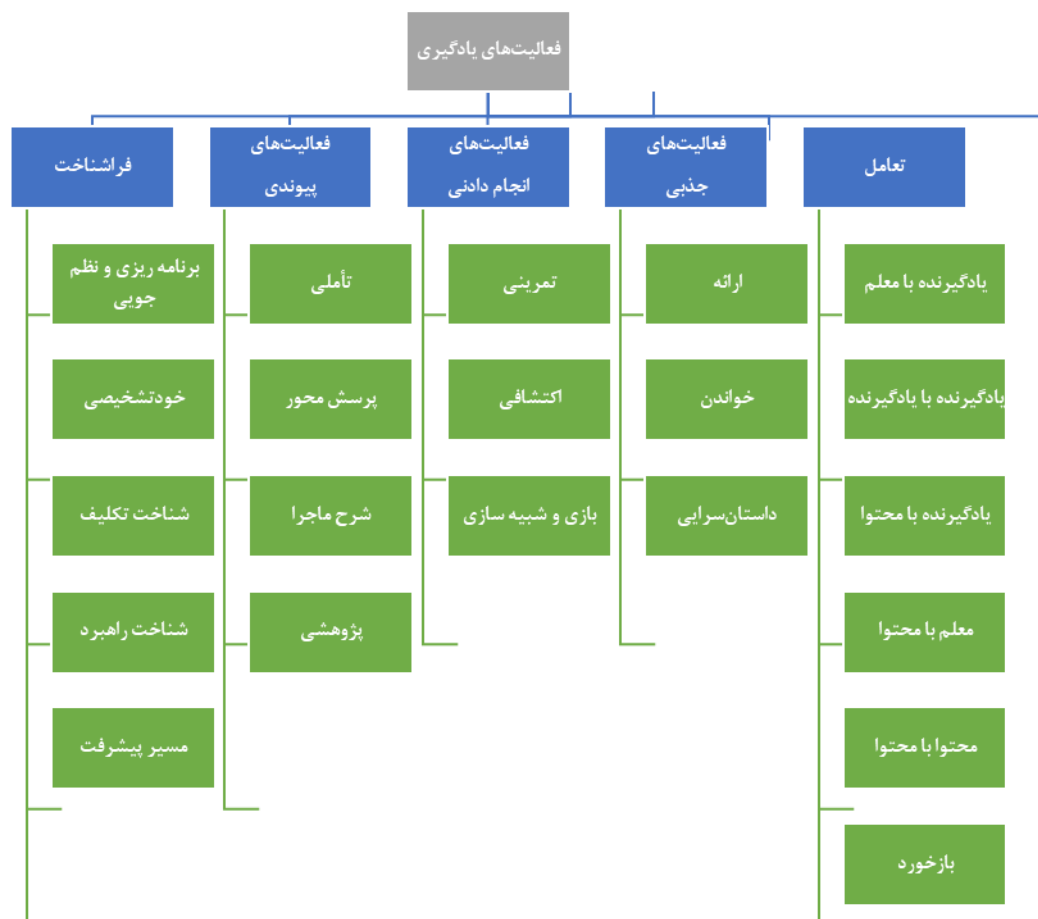 فعالیت‌های یادگیری
تعامل
یادگیرنده با معلم
یادگیرنده با یادگیرنده
یادگیرنده با محتوا
معلم با محتوا
محتوا با محتوا
بازخورد
فعالیت‌های
جذبی
ارائه
خواندن
داستان‌سرایی
فعالیت‌های
انجام دادنی
تمرینی
اکتشافی
بازی و شبیه سازی
فعالیت‌های
پیوندی
تأملی
پرسش محور
شرح ماجرا
پژوهشی
فراشناخت
برنامه ریزی و نظم
جویی
خودتشخیصی
شناخت تکلیف
شناخت راهبرد
مسیر پیشرفت